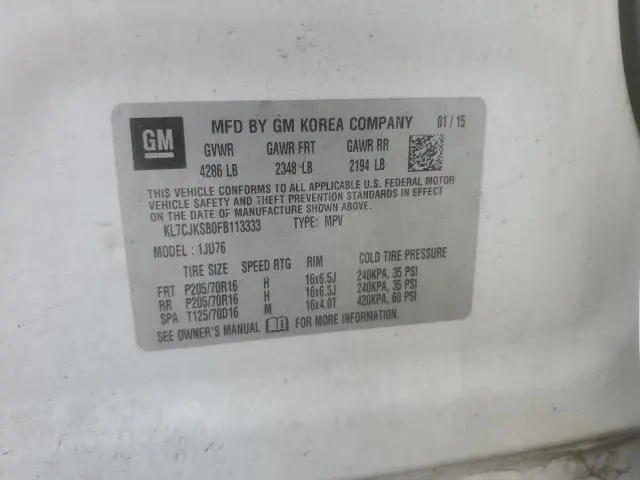 GM MFD BY GM KOREA COMPANY 01/15
GVWR GAWR FRT GAWR RR
4286 LB 2348 LB 2194 LB
THIS VEHICLE CONFORMS TO ALL APPLICABLE U.S. FEDERAL MOTOR
VEHICLE SAFETY AND THEFT PREVENTION STANDARDS IN EFFECT
ON THE DATE OF MANUFACTURE SHOWN ABOVE.
KL7CJKSB0FB113333 TYPE: MPV
MODEL: 1JU76
TIRE SIZE SPEED RTG RIM COLD TIRE PRESSURE
FRT P205/70R16 H 16x6.5J 240KPA, 35 PSI
RR P205/70R16 H 16x6.5J 240KPA, 35 PSI
SPA T125/70D16 M 16x4.0T 420KPA, 60 PSI
SEE OWNER'S MANUAL FOR MORE INFORMATION.